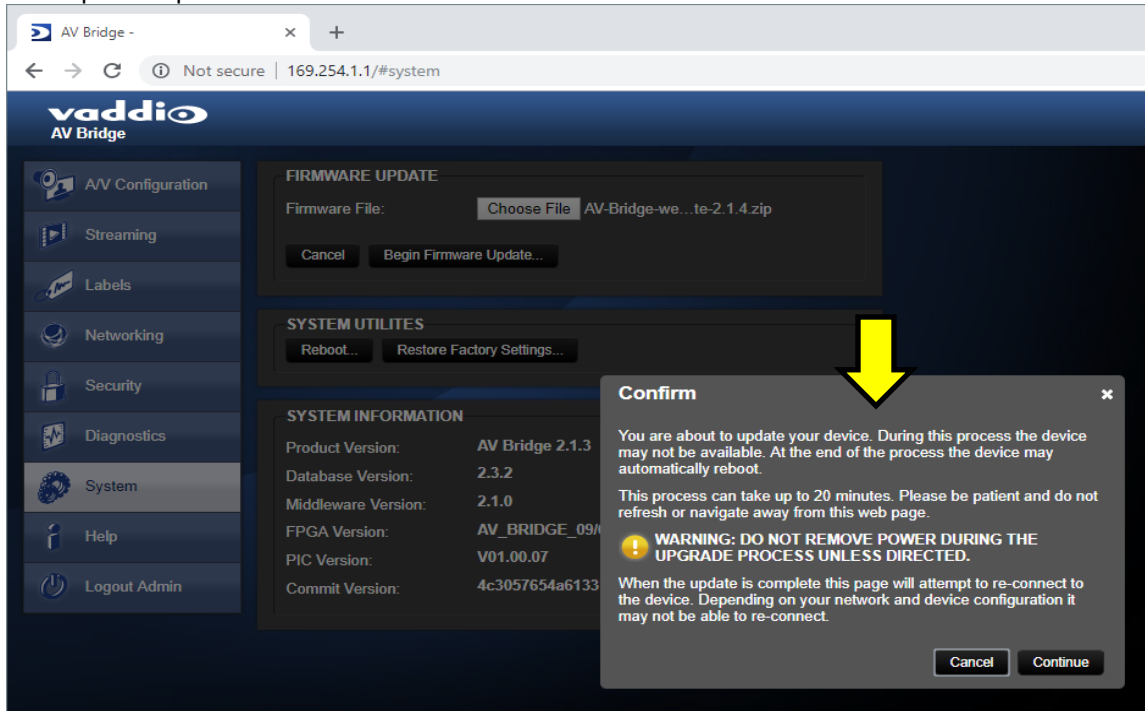 AV Bridge -
Not secure | 169.254.1.1/#system
vaddio
AV Bridge
A/V Configuration
Streaming
Labels
Networking
Security
Diagnostics
System
Help
Logout Admin
FIRMWARE UPDATE
Firmware File: Choose File AV-Bridge-we...te-2.1.4.zip
Cancel Begin Firmware Update...
SYSTEM UTILITES
Reboot... Restore Factory Settings...
SYSTEM INFORMATION
Product Version: AV Bridge 2.1.3
Database Version: 2.3.2
Middleware Version: 2.1.0
FPGA Version: AV_BRIDGE_09/
PIC Version: V01.00.07
Commit Version: 4c3057654a6133
Confirm
You are about to update your device. During this process the device
may not be available. At the end of the process the device may
automatically reboot.
This process can take up to 20 minutes. Please be patient and do not
refresh or navigate away from this web page.
WARNING: DO NOT REMOVE POWER DURING THE
UPGRADE PROCESS UNLESS DIRECTED.
When the update is complete this page will attempt to re-connect to
the device. Depending on your network and device configuration it
may not be able to re-connect.
Cancel Continue